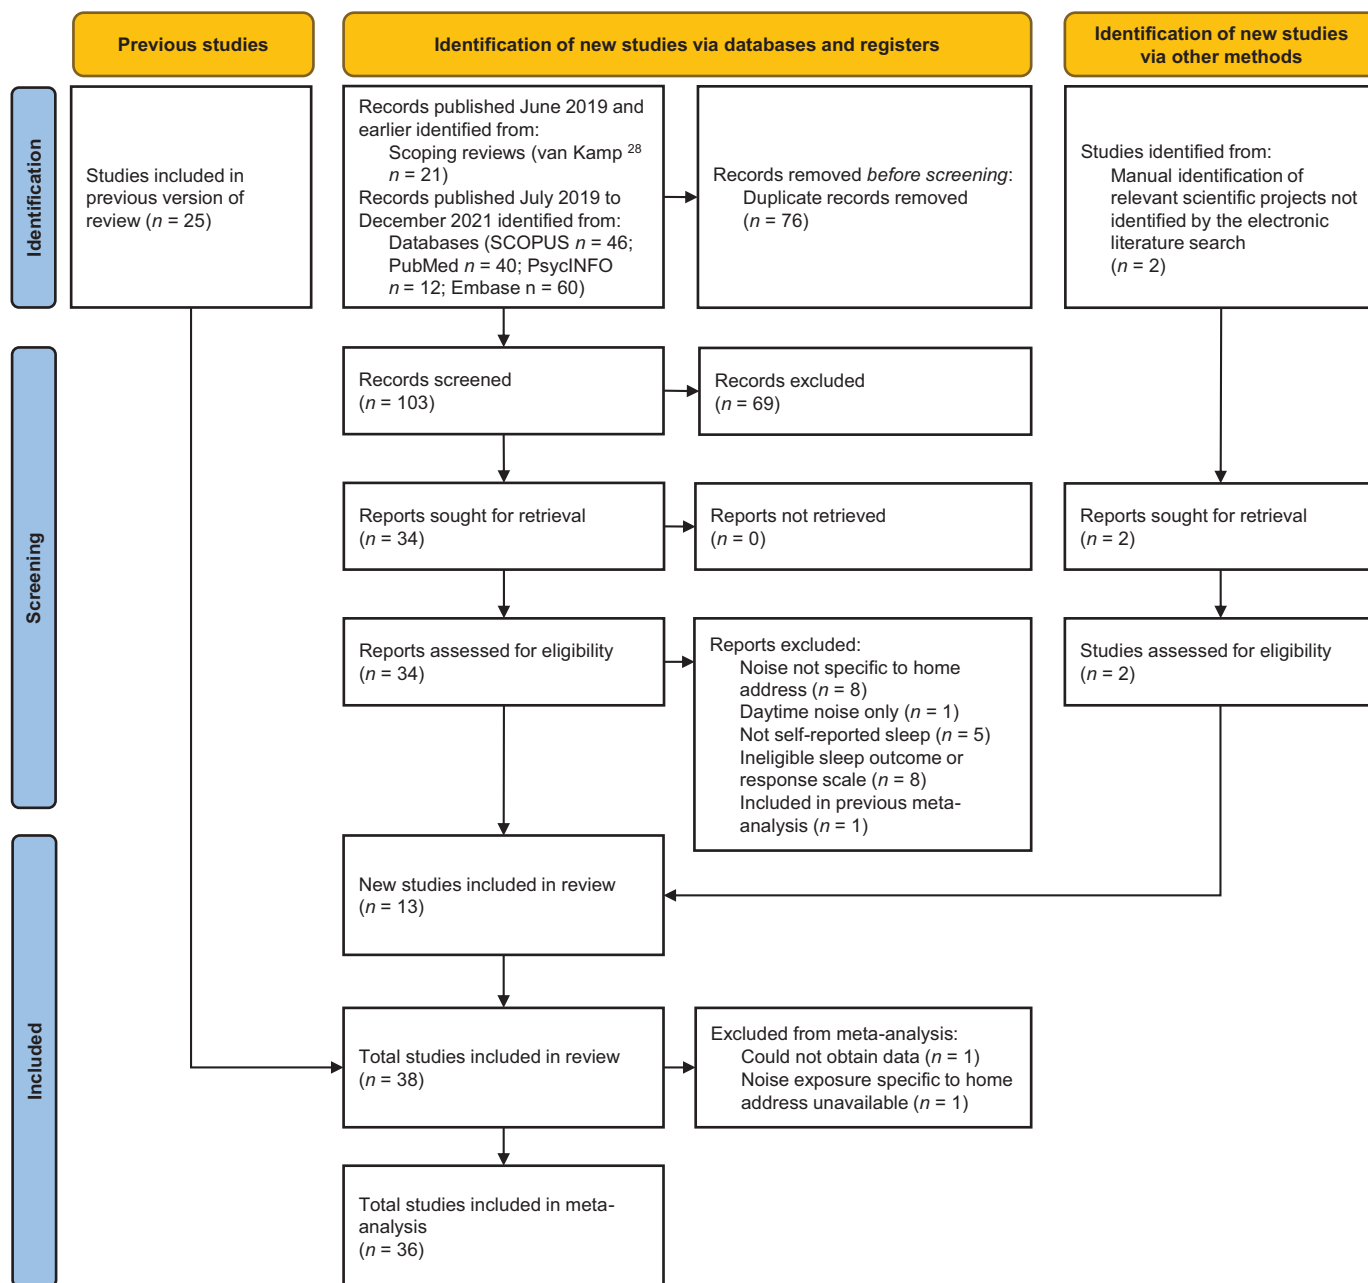 Previous studies
Identification of new studies via databases and registers
Identification of new studies
via other methods
Identification
Studies included in
previous version of
review (n = 25)
Records published June 2019 and
earlier identified from:
Scoping reviews (van Kamp 28
n = 21)
Records published July 2019 to
December 2021 identified from:
Databases (SCOPUS n = 46;
PubMed n = 40; PsycINFO
n = 12; Embase n = 60)
Records removed before screening:
Duplicate records removed
(n = 76)
Studies identified from:
Manual identification of
relevant scientific projects not
identified by the electronic
literature search
(n = 2)
Screening
Records screened
(n = 103)
Records excluded
(n = 69)
Reports sought for retrieval
(n = 34)
Reports not retrieved
(n = 0)
Reports sought for retrieval
(n = 2)
Reports assessed for eligibility
(n = 34)
Reports excluded:
Noise not specific to home
address (n = 8)
Daytime noise only (n = 1)
Not self-reported sleep (n = 5)
Ineligible sleep outcome or
response scale (n = 8)
Included in previous meta-
analysis (n = 1)
Studies assessed for eligibility
(n = 2)
Included
New studies included in review
(n = 13)
Total studies included in review
(n = 38)
Excluded from meta-analysis:
Could not obtain data (n = 1)
Noise exposure specific to home
address unavailable (n = 1)
Total studies included in meta-
analysis
(n = 36)